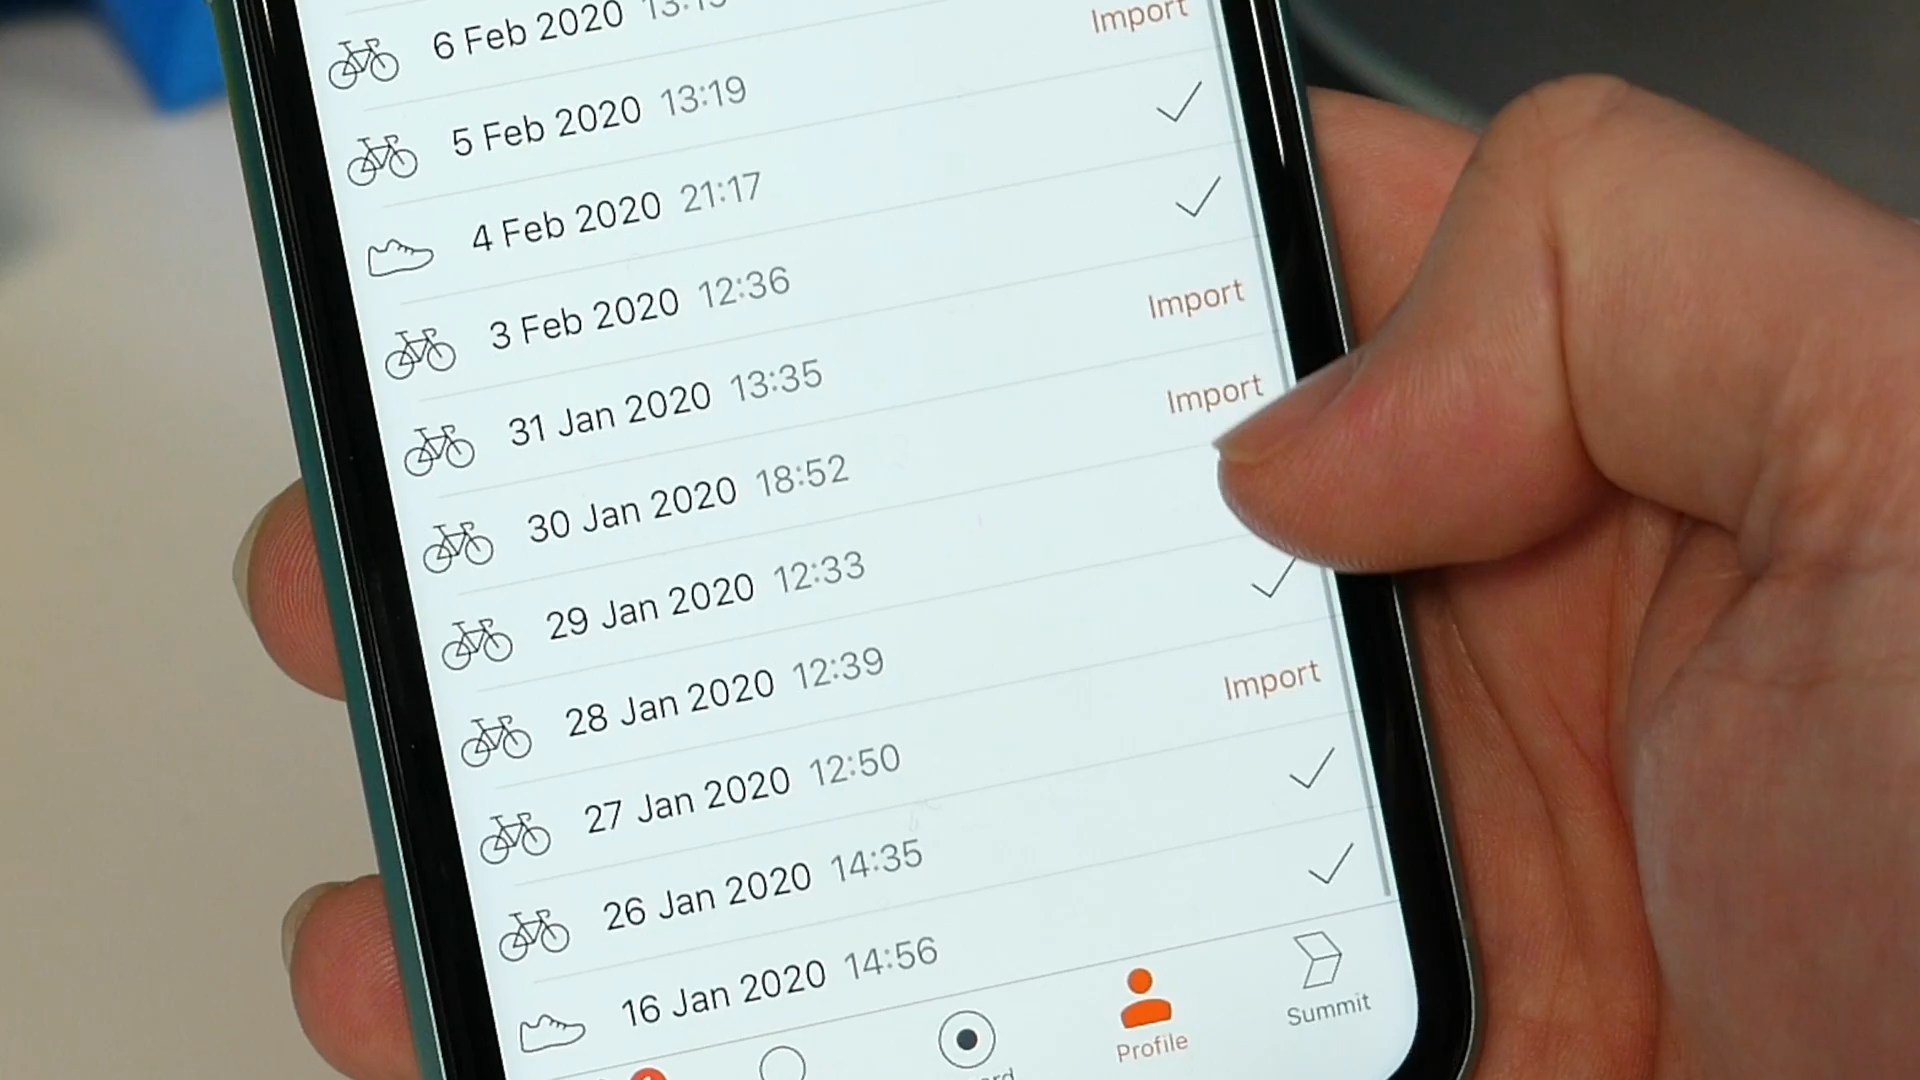 6 Feb 2020
5 Feb 2020 13:19 Import
4 Feb 2020 21:17
3 Feb 2020 12:36
31 Jan 2020 13:35 Import
30 Jan 2020 18:52 Import
29 Jan 2020 12:33
28 Jan 2020 12:39
27 Jan 2020 12:50 Import
26 Jan 2020 14:35
16 Jan 2020 14:56
Profile
Summit